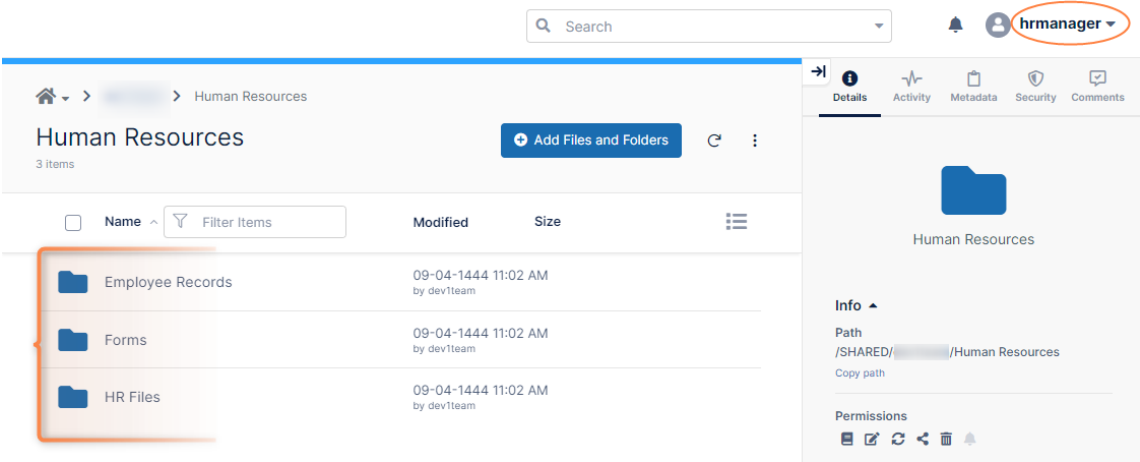 Search
hrmanager
Human Resources
Human Resources
3 items
Add Files and Folders
Name
Filter Items
Modified
Size
Employee Records
09-04-1444 11:02 AM
by dev1team
Forms
09-04-1444 11:02 AM
by dev1team
HR Files
09-04-1444 11:02 AM
by dev1team
Details
Activity
Metadata
Security
Comments
Human Resources
Info
Path
/SHARED/ /Human Resources
Copy path
Permissions